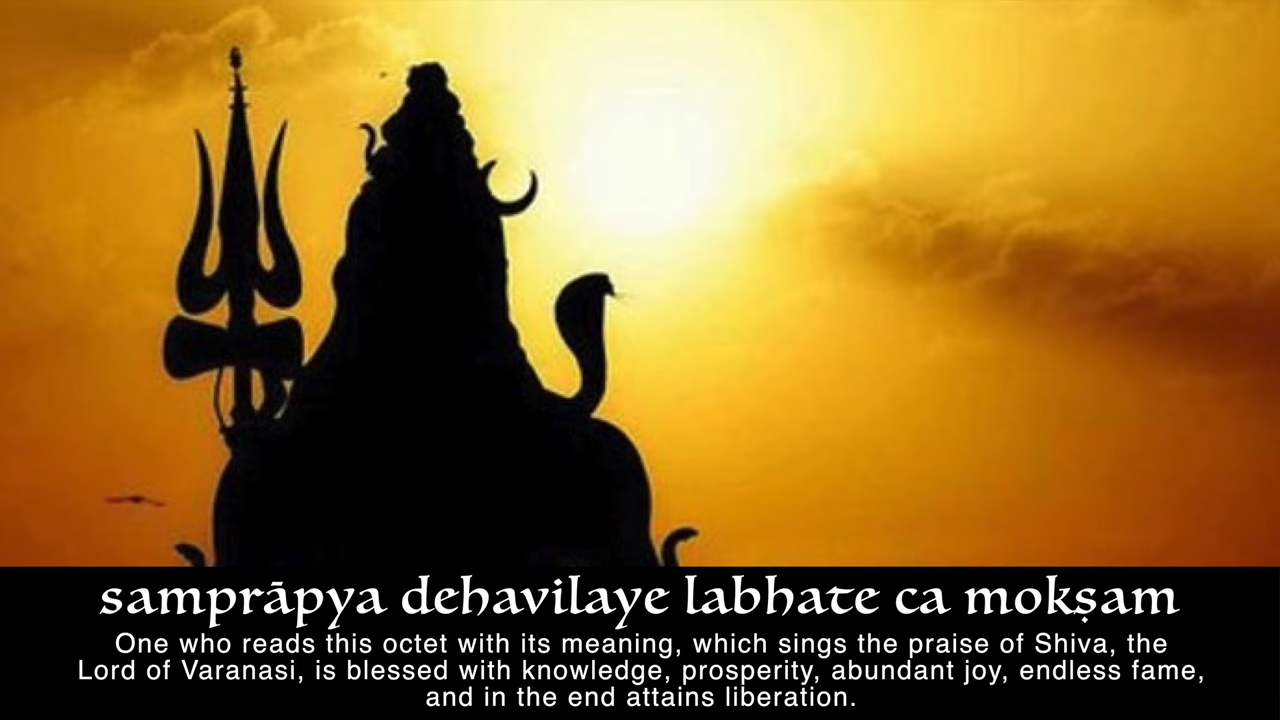 samprāpya dehavilaye labhate ca mokṣam
One who reads this octet with its meaning, which sings the praise of Shiva, the
Lord of Varanasi, is blessed with knowledge, prosperity, abundant joy, endless fame,
and in the end attains liberation.